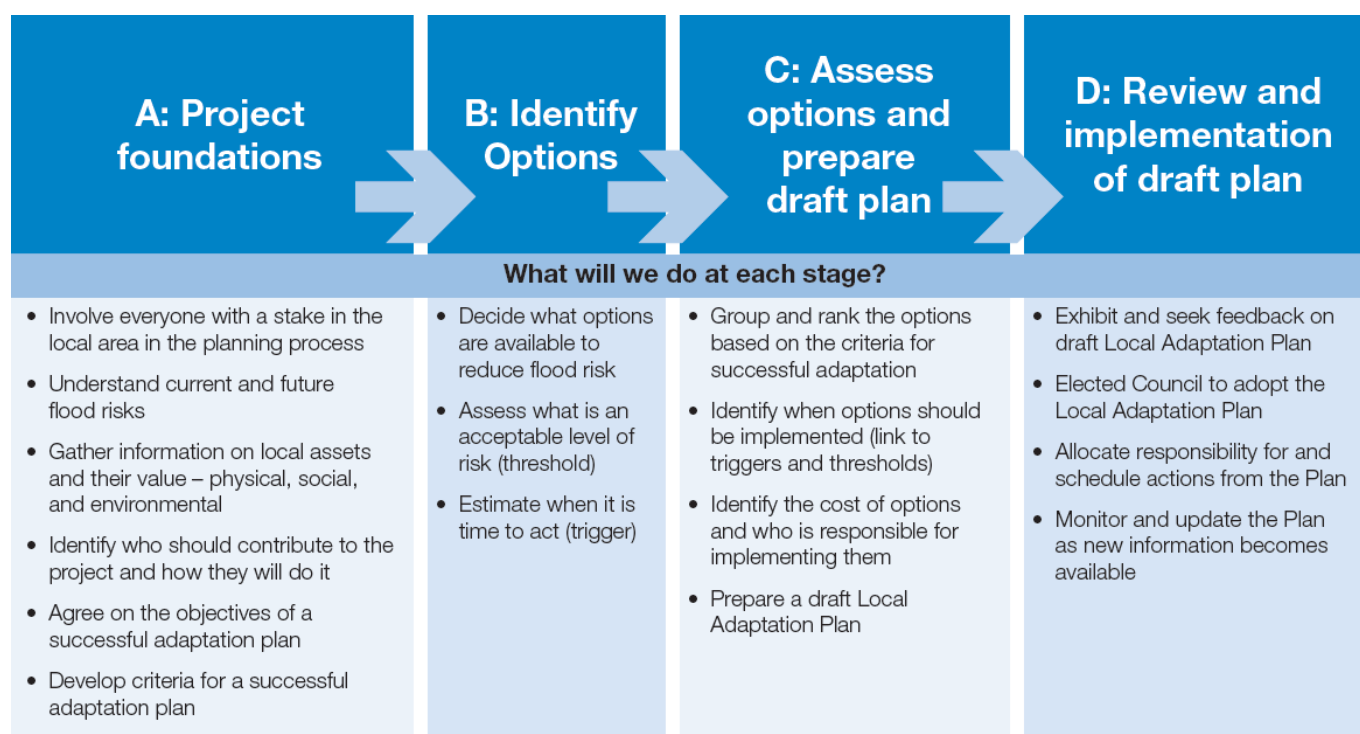 A: Project
foundations
B: Identify
Options
C: Assess
options and
prepare
draft plan
D: Review and
implementation
of draft plan
What will we do at each stage?
• Involve everyone with a stake in the
local area in the planning process
• Understand current and future
flood risks
• Gather information on local assets
and their value – physical, social,
and environmental
• Identify who should contribute to the
project and how they will do it
• Agree on the objectives of a
successful adaptation plan
• Develop criteria for a successful
adaptation plan
• Decide what options
are available to
reduce flood risk
• Assess what is an
acceptable level of
risk (threshold)
• Estimate when it is
time to act (trigger)
• Group and rank the options
based on the criteria for
successful adaptation
• Identify when options should
be implemented (link to
triggers and thresholds)
• Identify the cost of options
and who is responsible for
implementing them
• Prepare a draft Local
Adaptation Plan
• Exhibit and seek feedback on
draft Local Adaptation Plan
• Elected Council to adopt the
Local Adaptation Plan
• Allocate responsibility for and
schedule actions from the Plan
• Monitor and update the Plan
as new information becomes
available